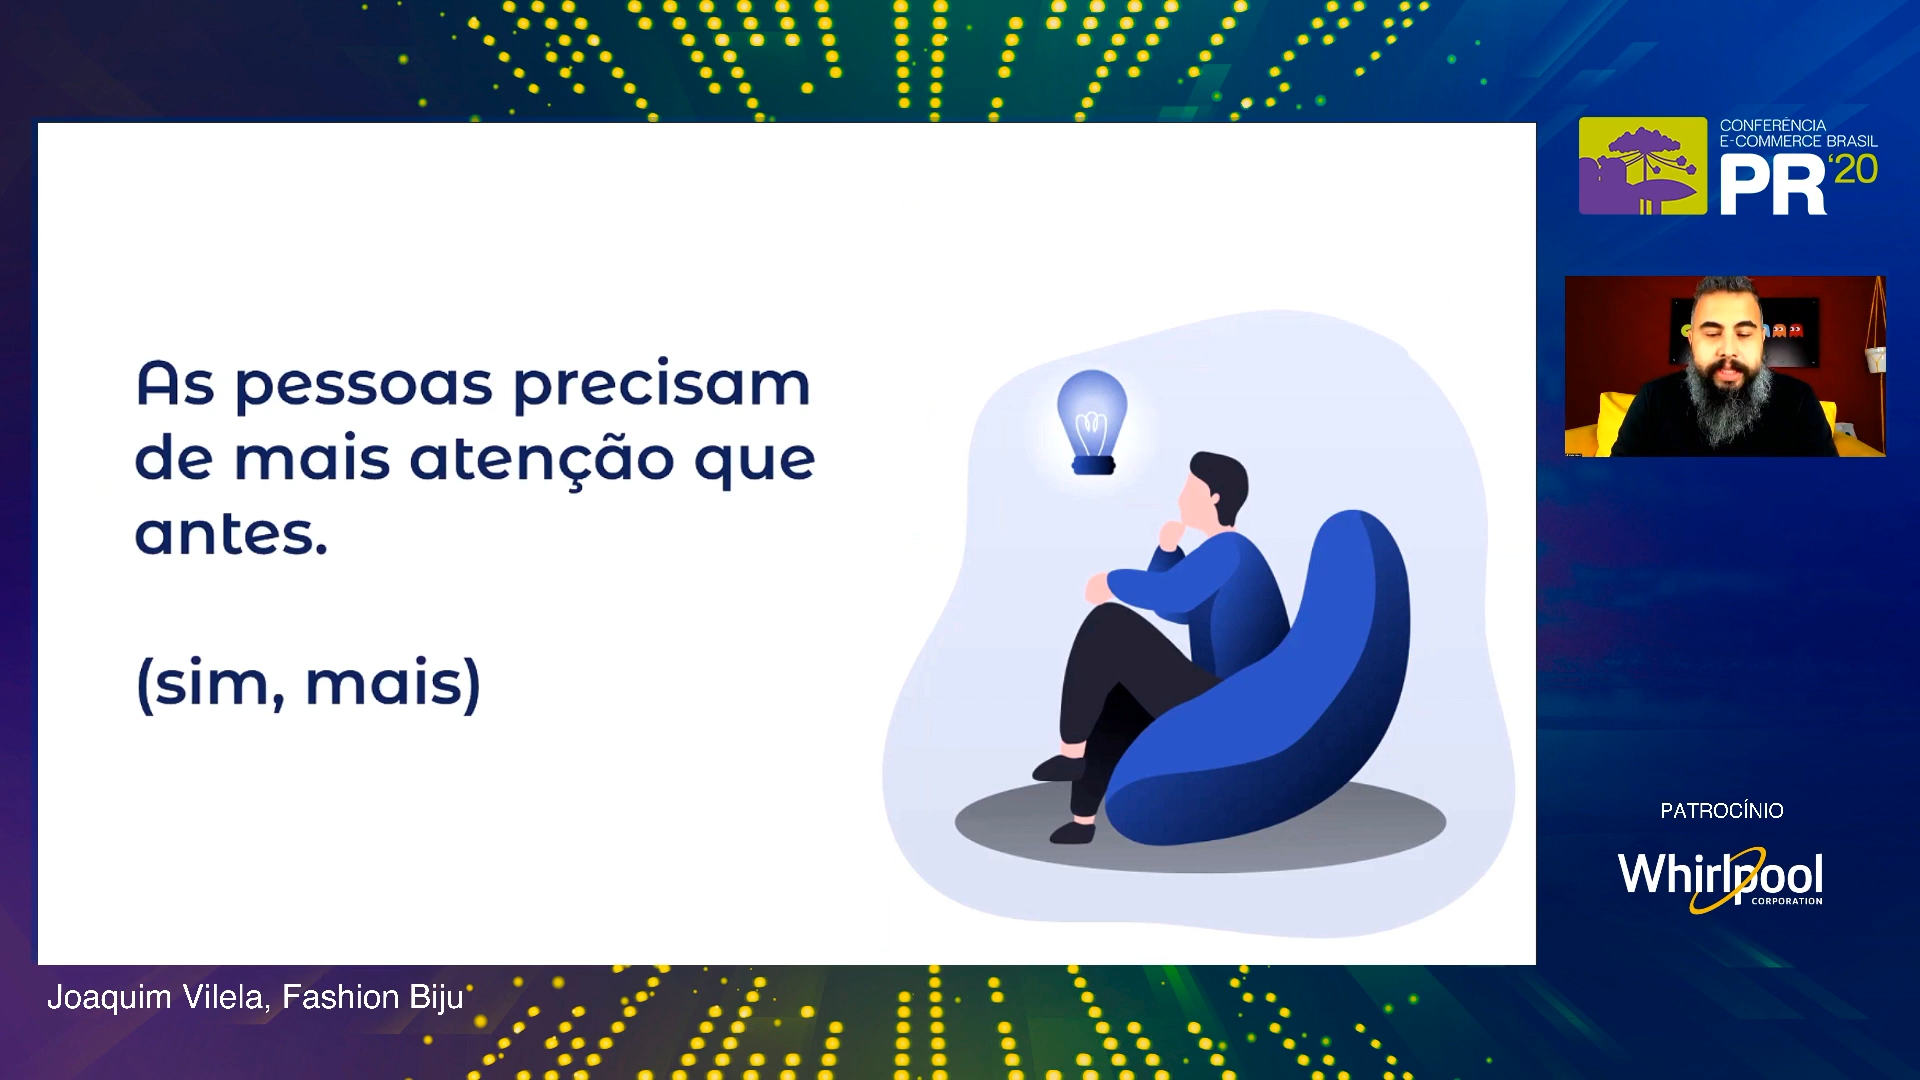 As pessoas precisam
de mais atenção que
antes.
(sim, mais)
CONFERÊNCIA
E-COMMERCE BRASIL
PR'20
PATROCÍNIO
Whirlpool
CORPORATION
Joaquim Vilela, Fashion Biju